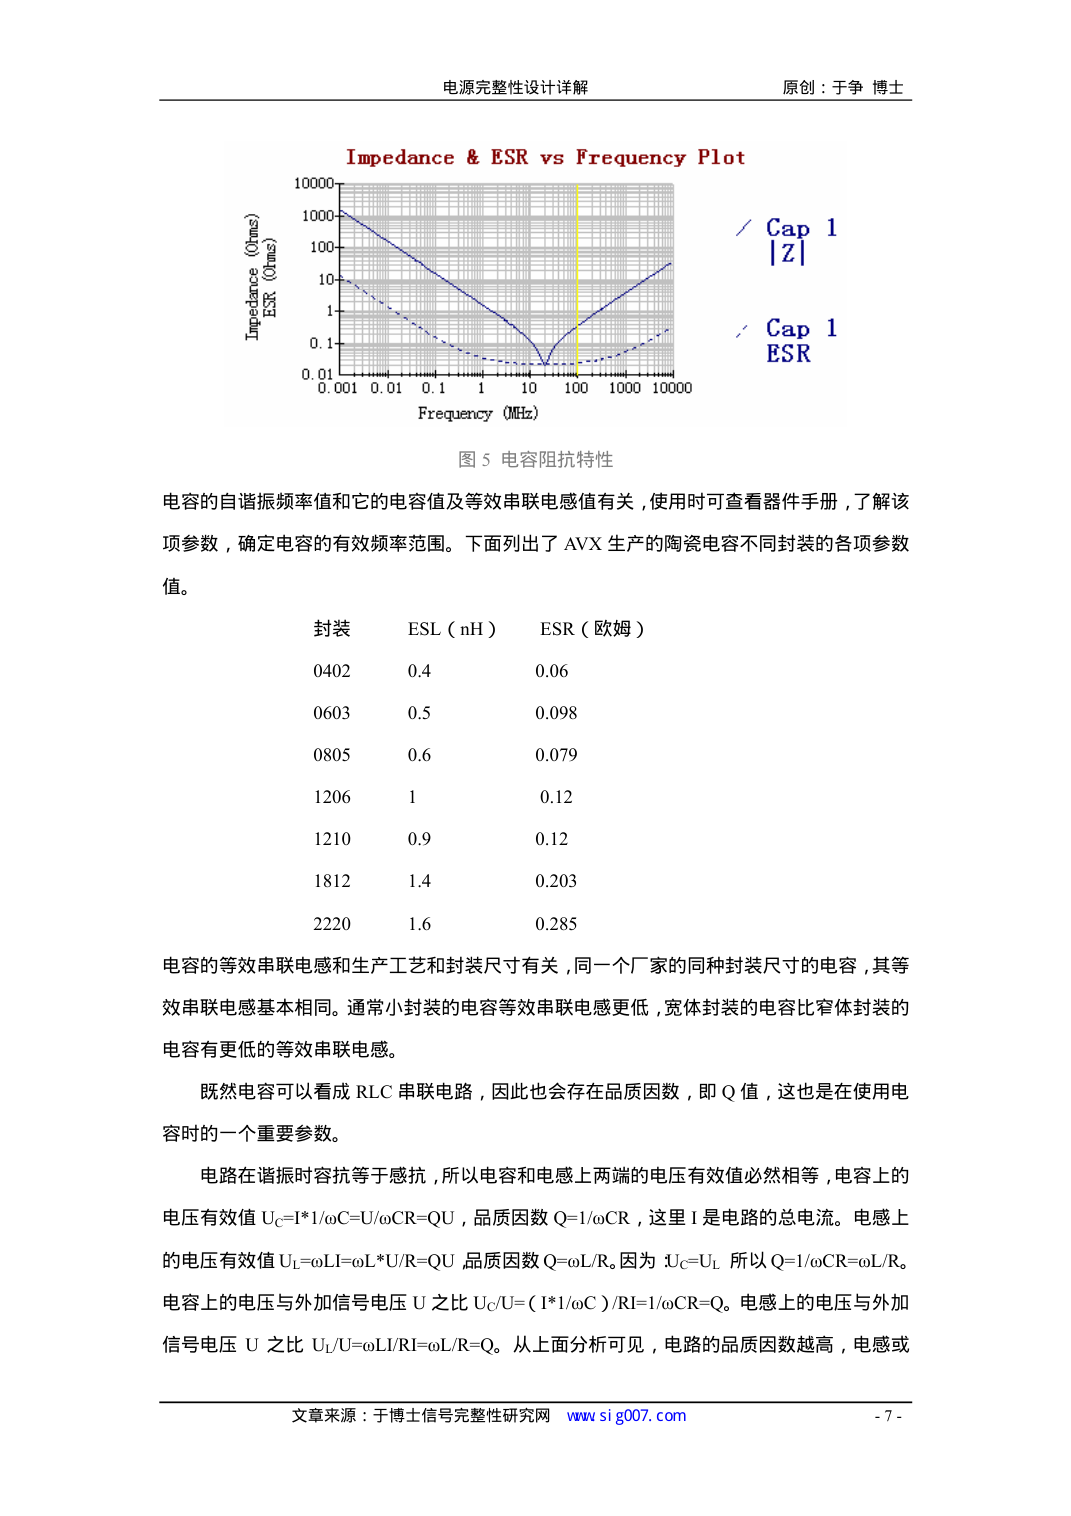 电源完整性设计详解 原创：于争 博士
Impedance & ESR vs Frequency Plot
Impedance (Ohms)
ESR (Ohms)
10000
1000
100
10
1
0.1
0.01
0.001 0.01 0.1 1 10 100 1000 10000
Frequency (MHz)
Cap 1
|Z|
Cap 1
ESR
图 5 电容阻抗特性
电容的自谐振频率值和它的电容值及等效串联电感值有关，使用时可查看器件手册，了解该
项参数，确定电容的有效频率范围。下面列出了 AVX 生产的陶瓷电容不同封装的各项参数
值。
封装 ESL（nH） ESR（欧姆）
0402 0.4 0.06
0603 0.5 0.098
0805 0.6 0.079
1206 1 0.12
1210 0.9 0.12
1812 1.4 0.203
2220 1.6 0.285
电容的等效串联电感和生产工艺和封装尺寸有关，同一个厂家的同种封装尺寸的电容，其等
效串联电感基本相同。通常小封装的电容等效串联电感更低，宽体封装的电容比窄体封装的
电容有更低的等效串联电感。
既然电容可以看成 RLC 串联电路，因此也会存在品质因数，即 Q 值，这也是在使用电
容时的一个重要参数。
电路在谐振时容抗等于感抗，所以电容和电感上两端的电压有效值必然相等，电容上的
电压有效值 UC=I*1/ωC=U/ωCR=QU，品质因数 Q=1/ωCR，这里 I 是电路的总电流。电感上
的电压有效值 UL=ωLI=ωL*U/R=QU，品质因数 Q=ωL/R。因为：UC=UL 所以 Q=1/ωCR=ωL/R。
电容上的电压与外加信号电压 U 之比 UC/U=（I*1/ωC）/RI=1/ωCR=Q。电感上的电压与外加
信号电压 U 之比 UL/U=ωLI/RI=ωL/R=Q。从上面分析可见，电路的品质因数越高，电感或
文章来源：于博士信号完整性研究网 www.sig007.com - 7 -